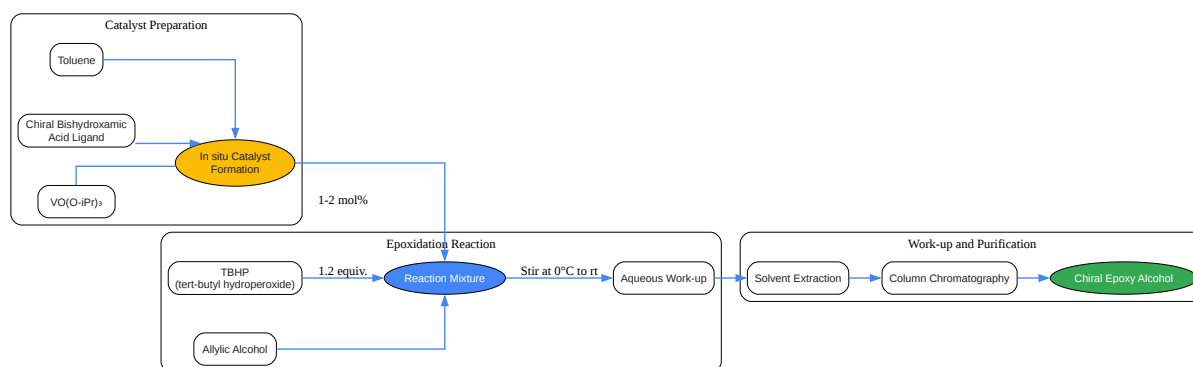 Catalyst Preparation
Toluene
Chiral Bishydroxamic
Acid Ligand
In situ Catalyst
Formation
VO(O-iPr)₃
1-2 mol%
Epoxidation Reaction
TBHP
(tert-butyl hydroperoxide)
1.2 equiv.
Reaction Mixture
Stir at 0°C to rt
Aqueous Work-up
Allylic Alcohol
Work-up and Purification
Solvent Extraction
Column Chromatography
Chiral Epoxy Alcohol